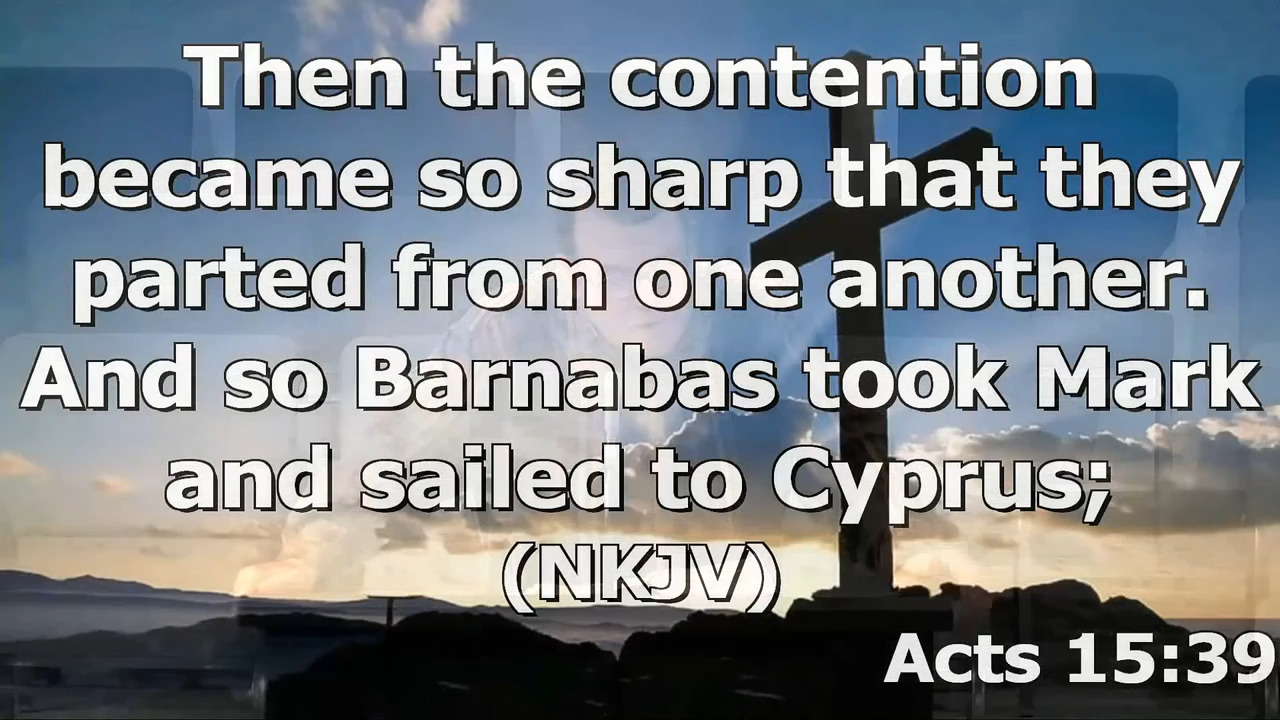 Then the contention
became so sharp that they
parted from one another.
And so Barnabas took Mark
and sailed to Cyprus;
(NKJV)
Acts 15:39